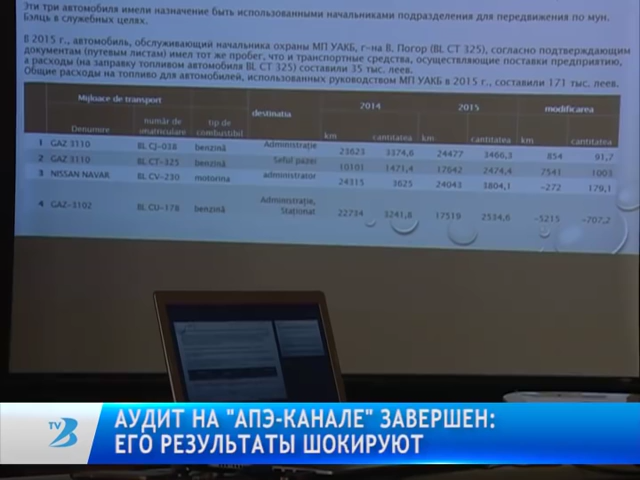 Эти три автомобиля имели назначение быть использованными начальниками подразделения для передвижения по мун.
Бэлць в служебных целях.
В 2015 г., автомобиль, обслуживающий начальника охраны МП УАКБ, г-на В. Погор (BL CT 325), согласно подтверждающим
документам (путевым листам) имел тот же пробег, что и транспортные средства, осуществляющие поставки предприятию,
а расходы (на заправку топливом автомобиля BL CT 325) составили 35 тыс. леев.
Общие расходы на топливо для автомобилей, использованных руководством МП УАКБ в 2015 г., составили 171 тыс. леев.
Mijloace de transport destinatia 2014 2015 modificarea
Denumire număr de unatriculare tip de combustibil km cantitatea km cantitatea km cantitatea
1 GAZ 3110 BL CJ-038 benzină Administrație 23623 3374,6 24477 3466,3 854 91,7
2 GAZ 3110 BL CT-325 benzină Seful pazei 10101 1471,4 17642 2474,4 7541 1003
3 NISSAN NAVAR BL CV-230 motorina administrator 24315 3625 24043 3804,1 -272 179,1
4 GAZ-3102 BL CU-178 benzină Administrație, Staționat 22734 3241,8 17519 2534,6 -5215 -707,2
TV B
АУДИТ НА "АПЭ-КАНАЛЕ" ЗАВЕРШЕН:
ЕГО РЕЗУЛЬТАТЫ ШОКИРУЮТ